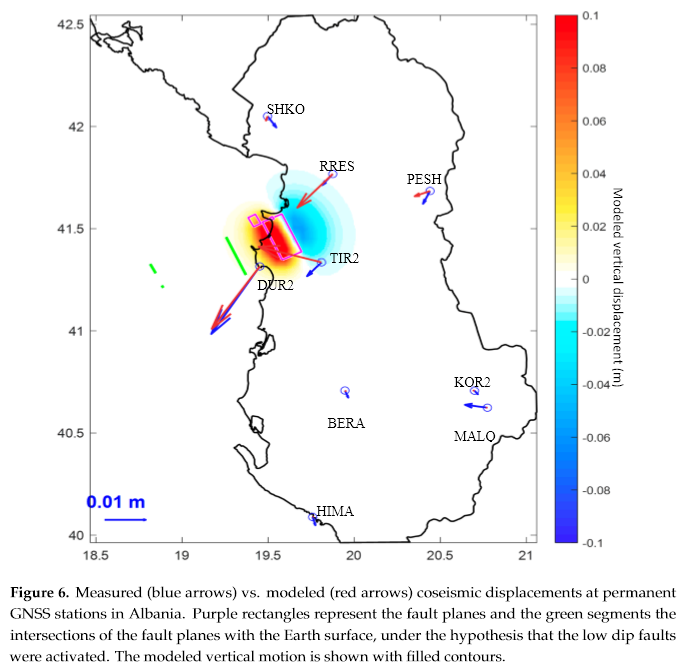 42.5
42
41.5
41
40.5
40
18.5
19
19.5
20
20.5
21
SHKO
RRES
PESH
TIR2
DUR2
KOR2
BERA
MALO
HIMA
0.01 m
0.1
0.08
0.06
0.04
0.02
0
-0.02
-0.04
-0.06
-0.08
-0.1
Modeled vertical displacement (m)
Figure 6. Measured (blue arrows) vs. modeled (red arrows) coseismic displacements at permanent
GNSS stations in Albania. Purple rectangles represent the fault planes and the green segments the
intersections of the fault planes with the Earth surface, under the hypothesis that the low dip faults
were activated. The modeled vertical motion is shown with filled contours.